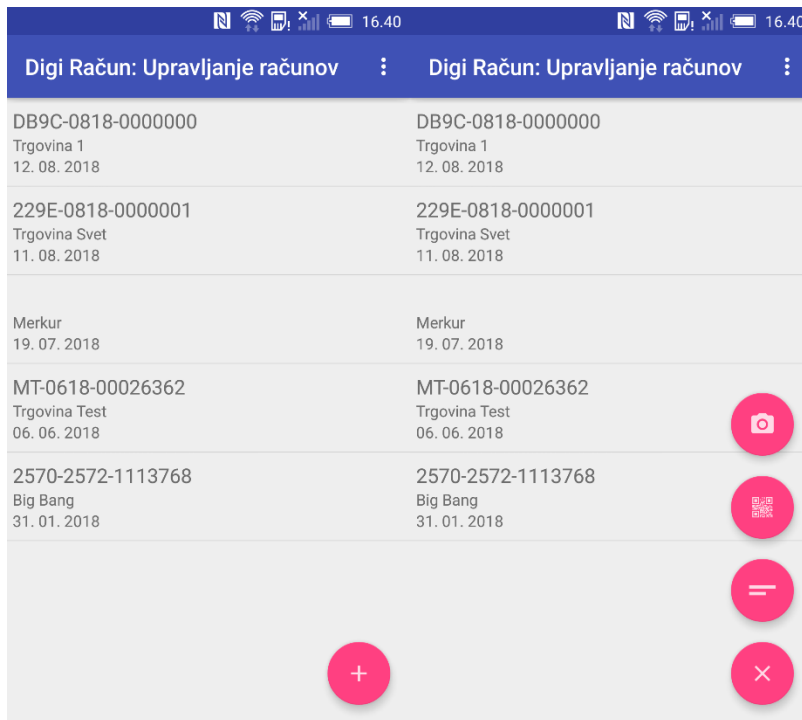 16.40
Digi Račun: Upravljanje računov
DB9C-0818-0000000
Trgovina 1
12. 08. 2018
229E-0818-0000001
Trgovina Svet
11. 08. 2018
Merkur
19. 07. 2018
MT-0618-00026362
Trgovina Test
06. 06. 2018
2570-2572-1113768
Big Bang
31. 01. 2018
16.40
Digi Račun: Upravljanje računov
DB9C-0818-0000000
Trgovina 1
12. 08. 2018
229E-0818-0000001
Trgovina Svet
11. 08. 2018
Merkur
19. 07. 2018
MT-0618-00026362
Trgovina Test
06. 06. 2018
2570-2572-1113768
Big Bang
31. 01. 2018